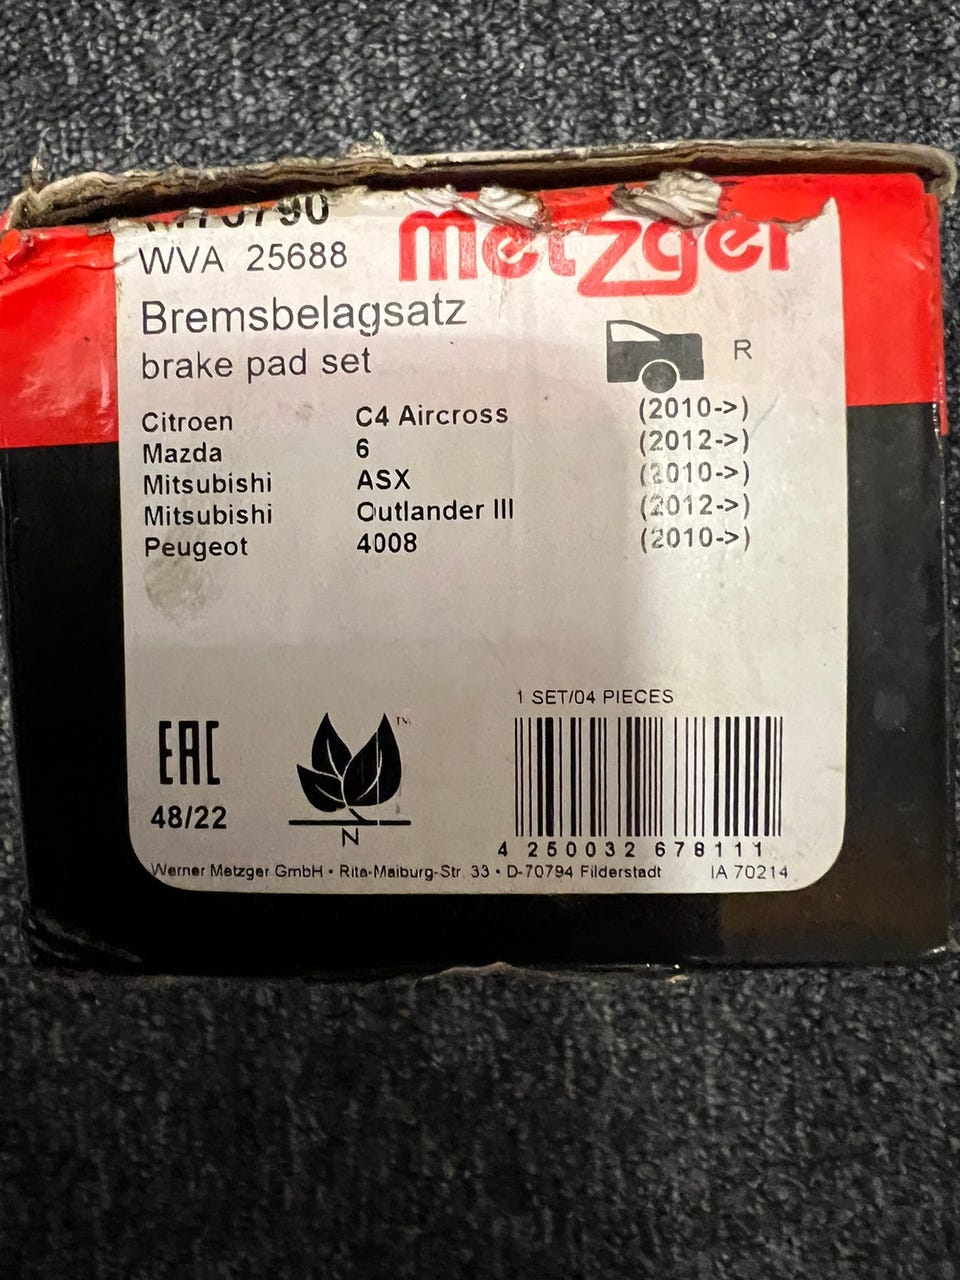 metzger
WVA 25688
Bremsbelagsatz
brake pad set
R
Citroen C4 Aircross (2010->)
Mazda 6 (2012->)
Mitsubishi ASX (2010->)
Mitsubishi Outlander III (2012->)
Peugeot 4008 (2010->)
1 SET/04 PIECES
EAC
TM
48/22
N
4 250032 678111
Werner Metzger GmbH • Rita-Maiburg-Str. 33 • D-70794 Filderstadt IA 70214